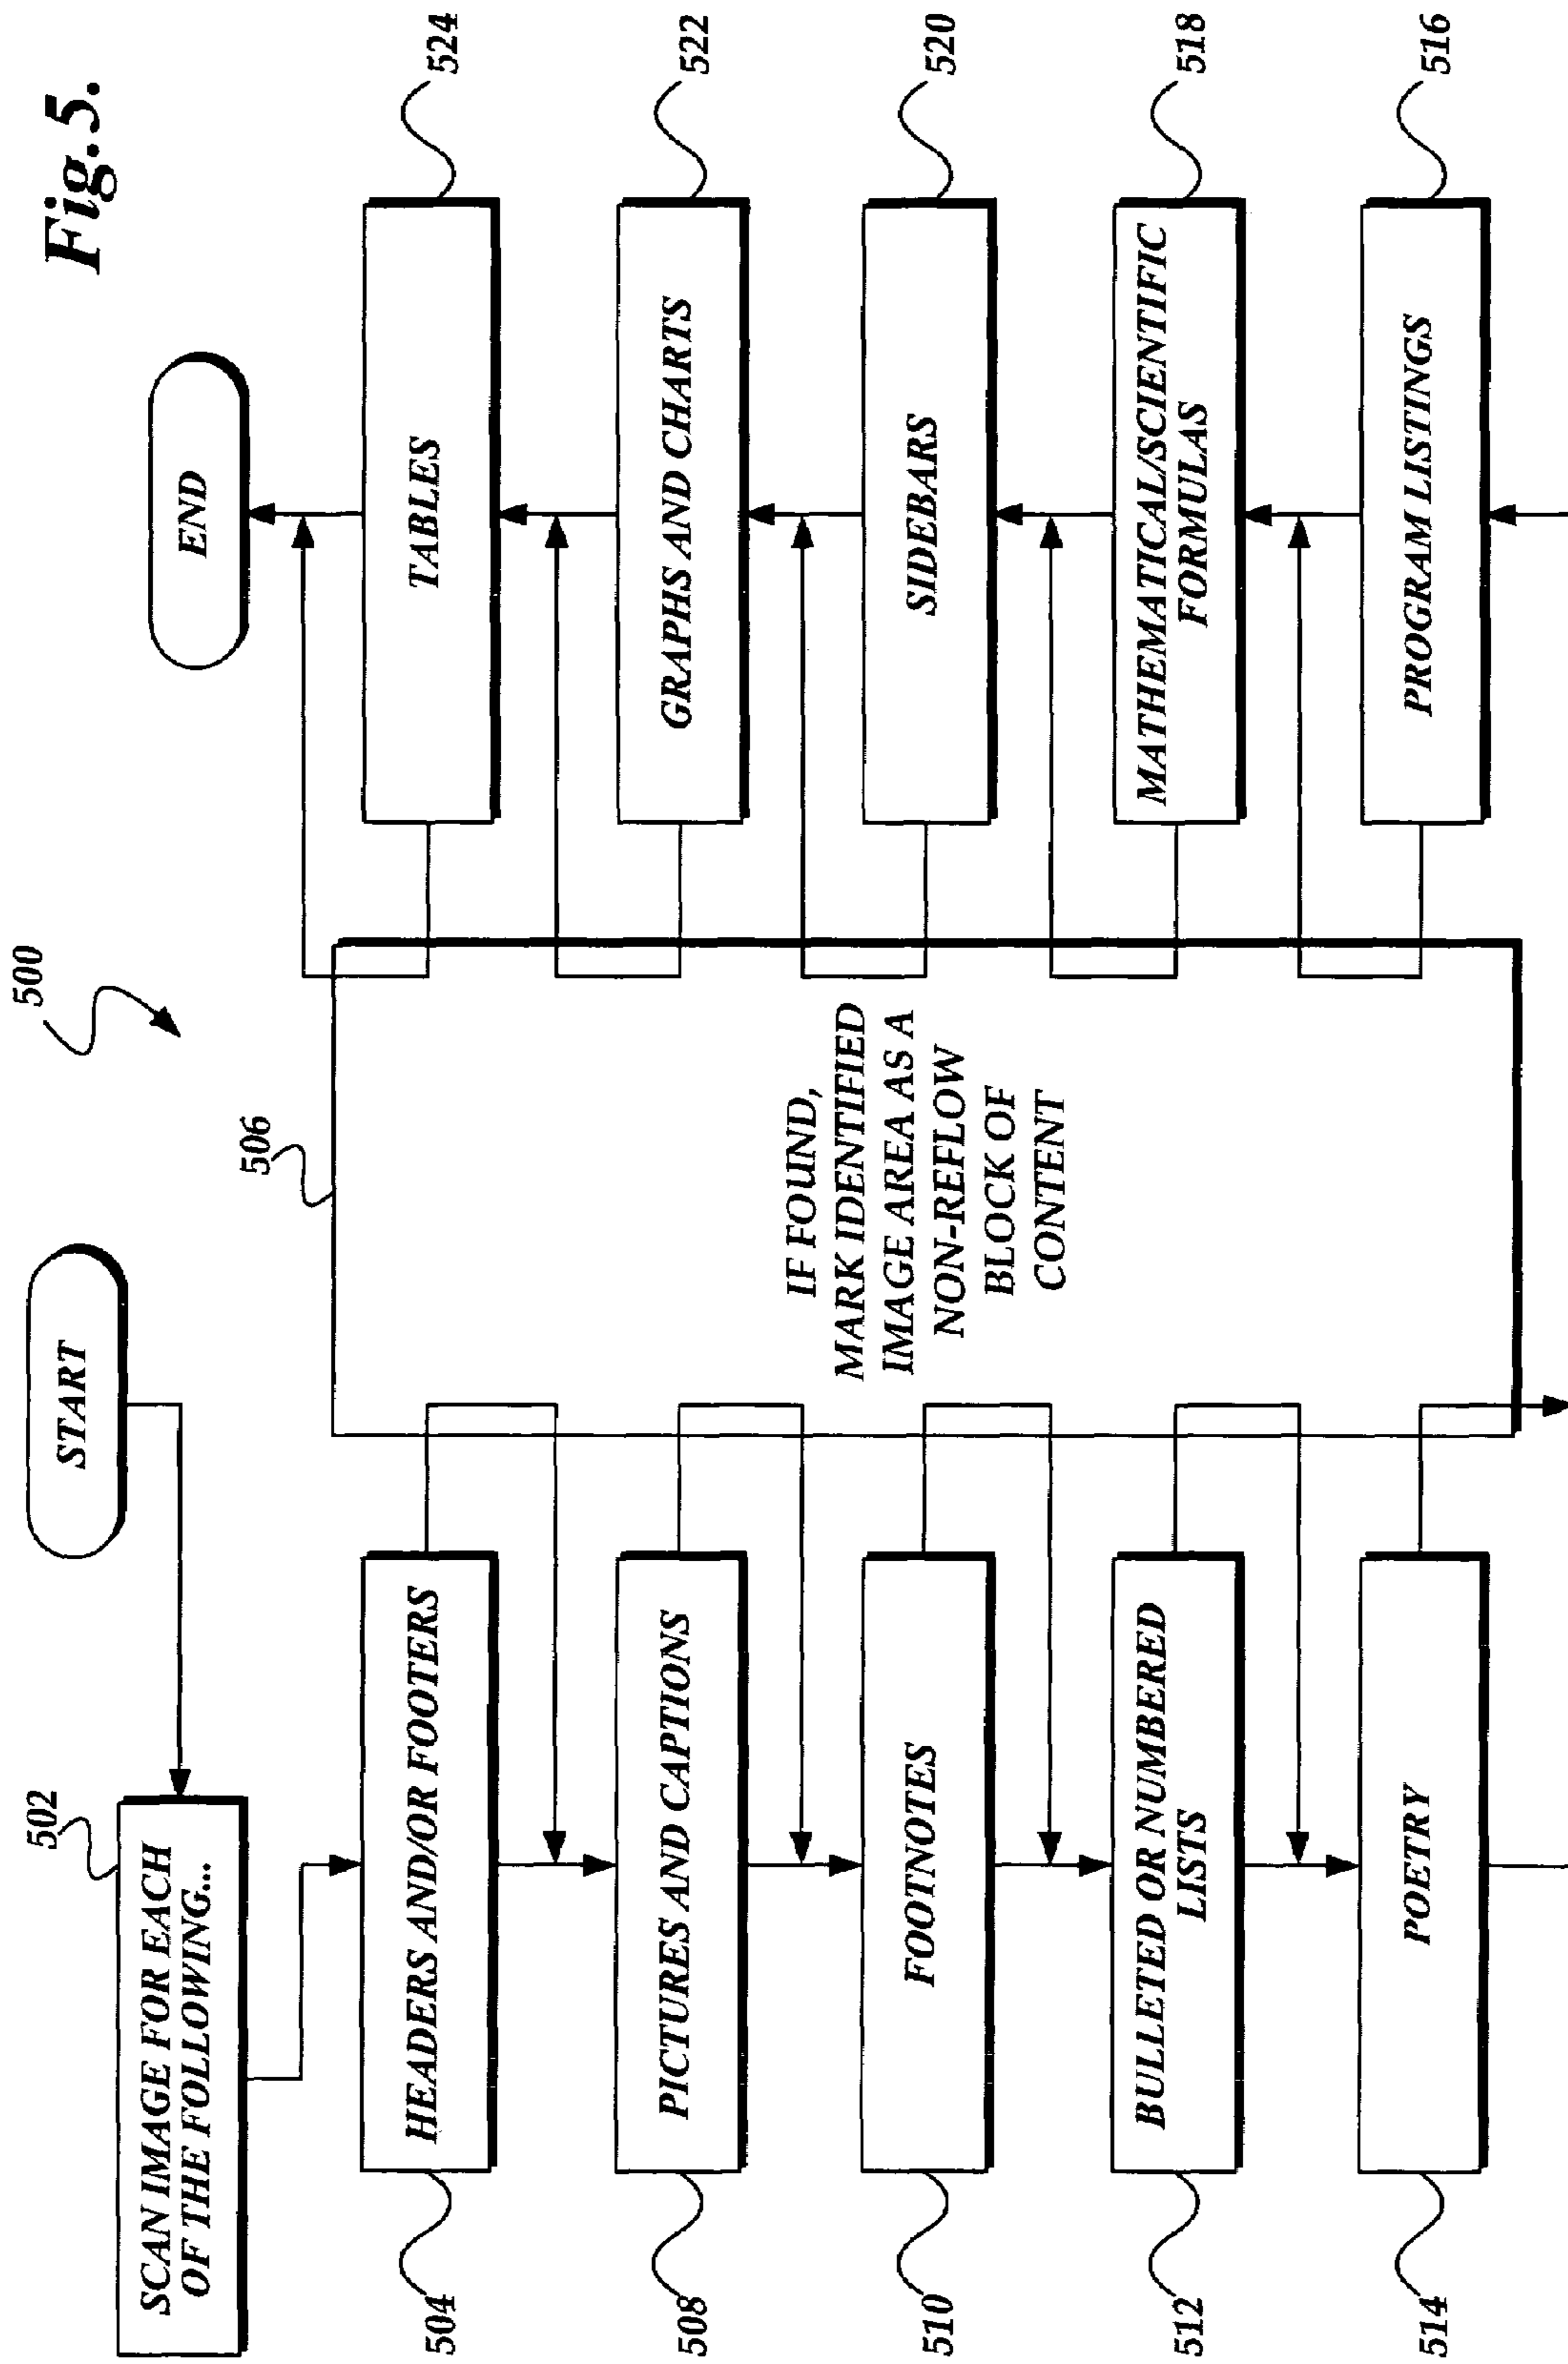 Fig.5.
500
START
502
SCAN IMAGE FOR EACH
OF THE FOLLOWING...
504
HEADERS AND/OR FOOTERS
506
IF FOUND,
MARK IDENTIFIED
IMAGE AREA AS A
NON-REFLOW
BLOCK OF
CONTENT
508
PICTURES AND CAPTIONS
510
FOOTNOTES
512
BULLETED OR NUMBERED
LISTS
514
POETRY
END
TABLES
524
GRAPHS AND CHARTS
522
SIDEBARS
520
MATHEMATICAL/SCIENTIFIC
FORMULAS
518
PROGRAM LISTINGS
516